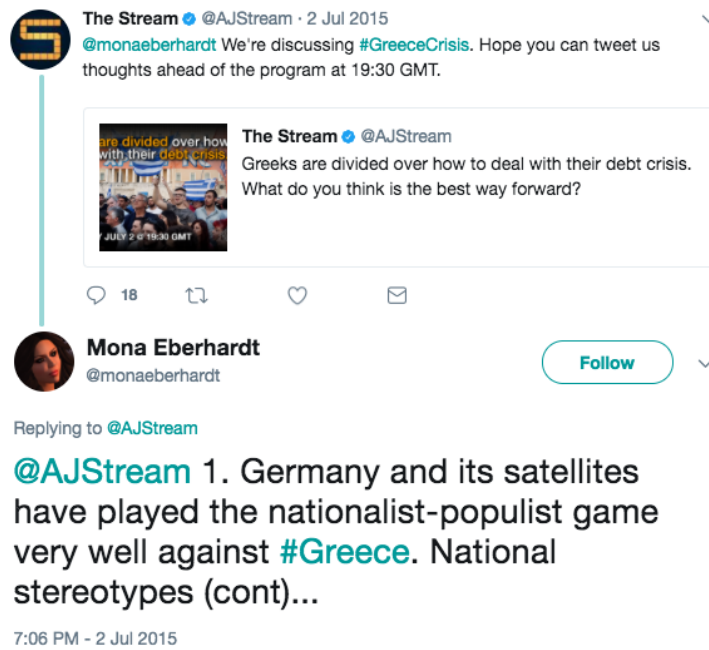 The Stream @AJStream · 2 Jul 2015
@monaeberhardt We're discussing #GreeceCrisis. Hope you can tweet us
thoughts ahead of the program at 19:30 GMT.
are divided over how
with their debt crisis
JULY 2 @ 19:30 GMT
The Stream @AJStream
Greeks are divided over how to deal with their debt crisis.
What do you think is the best way forward?
18
Mona Eberhardt
@monaeberhardt
Follow
Replying to @AJStream
@AJStream 1. Germany and its satellites
have played the nationalist-populist game
very well against #Greece. National
stereotypes (cont)...
7:06 PM - 2 Jul 2015